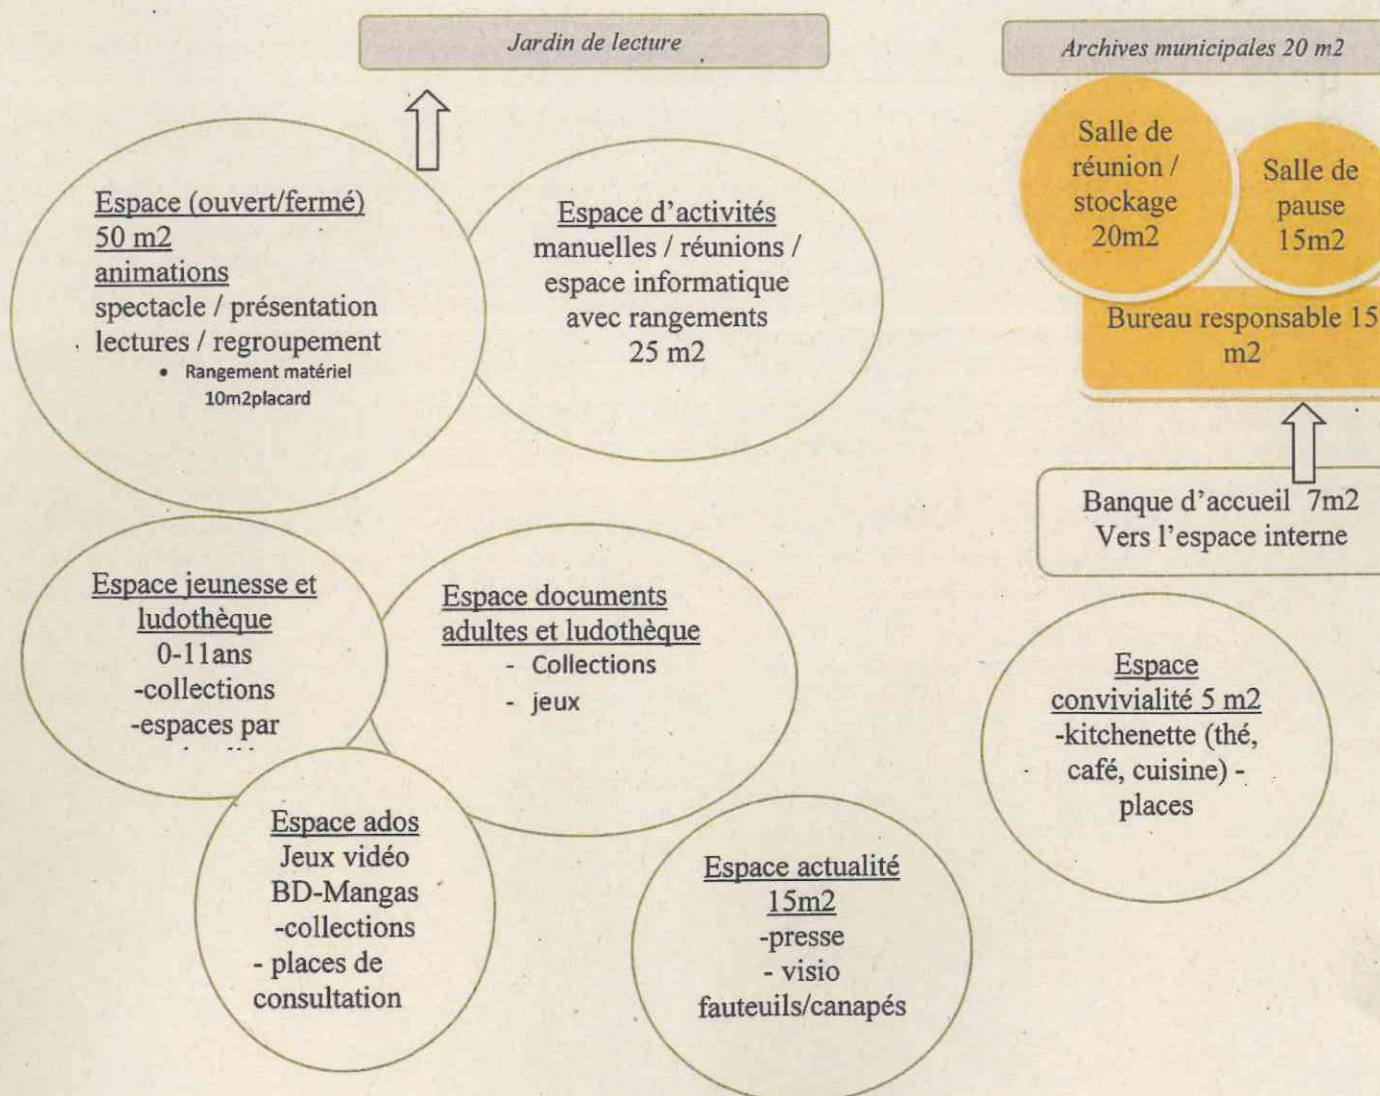 Jardin de lecture
Archives municipales 20 m2
Espace (ouvert/fermé)
50 m2
animations
spectacle / présentation
lectures / regroupement
• Rangement matériel
10m2placard
Espace d'activités
manuelles / réunions /
espace informatique
avec rangements
25 m2
Salle de
réunion /
stockage
20m2
Salle de
pause
15m2
Bureau responsable 15
m2
Banque d'accueil 7m2
Vers l'espace interne
Espace jeunesse et
ludothèque
0-11ans
-collections
-espaces par
Espace documents
adultes et ludothèque
- Collections
- jeux
Espace
convivialité 5 m2
-kitchenette (thé,
café, cuisine) -
places
Espace ados
Jeux vidéo
BD-Mangas
-collections
- places de
consultation
Espace actualité
15m2
-presse
- visio
fauteuils/canapés